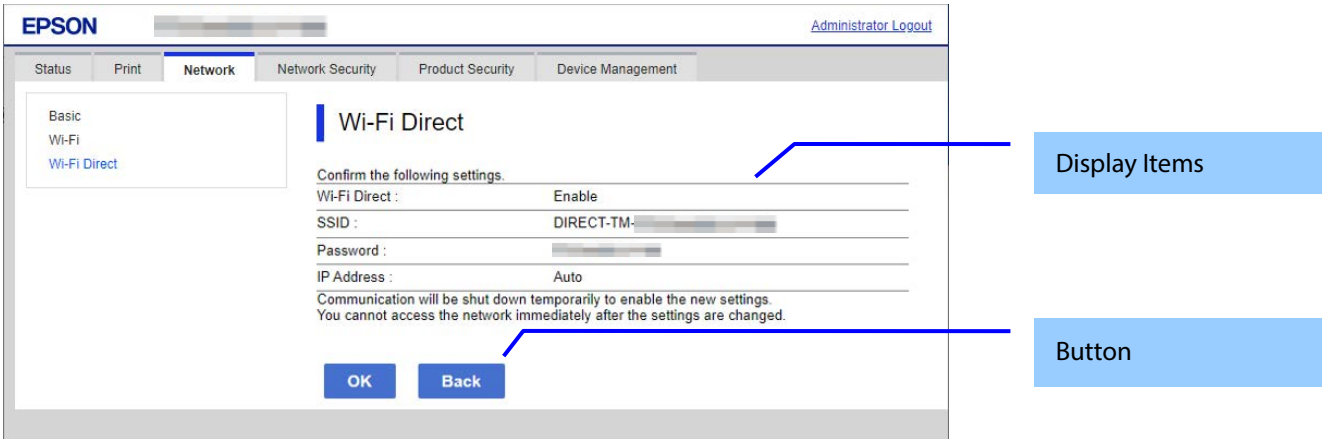 EPSON
Administrator Logout
Status Print Network Network Security Product Security Device Management
Basic
Wi-Fi
Wi-Fi Direct
Wi-Fi Direct
Confirm the following settings.
Wi-Fi Direct : Enable
SSID : DIRECT-TM-
Password :
IP Address : Auto
Communication will be shut down temporarily to enable the new settings.
You cannot access the network immediately after the settings are changed.
OK Back
Display Items
Button